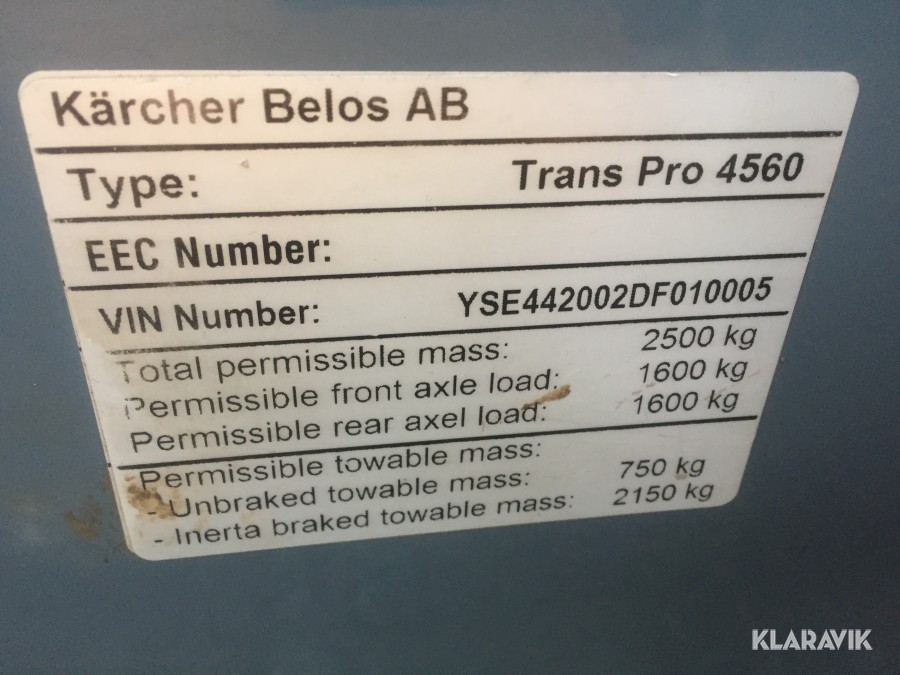 Kärcher Belos AB
Type: Trans Pro 4560
EEC Number:
VIN Number: YSE442002DF010005
Total permissible mass: 2500 kg
Permissible front axle load: 1600 kg
Permissible rear axel load: 1600 kg
Permissible towable mass:
- Unbraked towable mass: 750 kg
- Inerta braked towable mass: 2150 kg
KLARAVIK